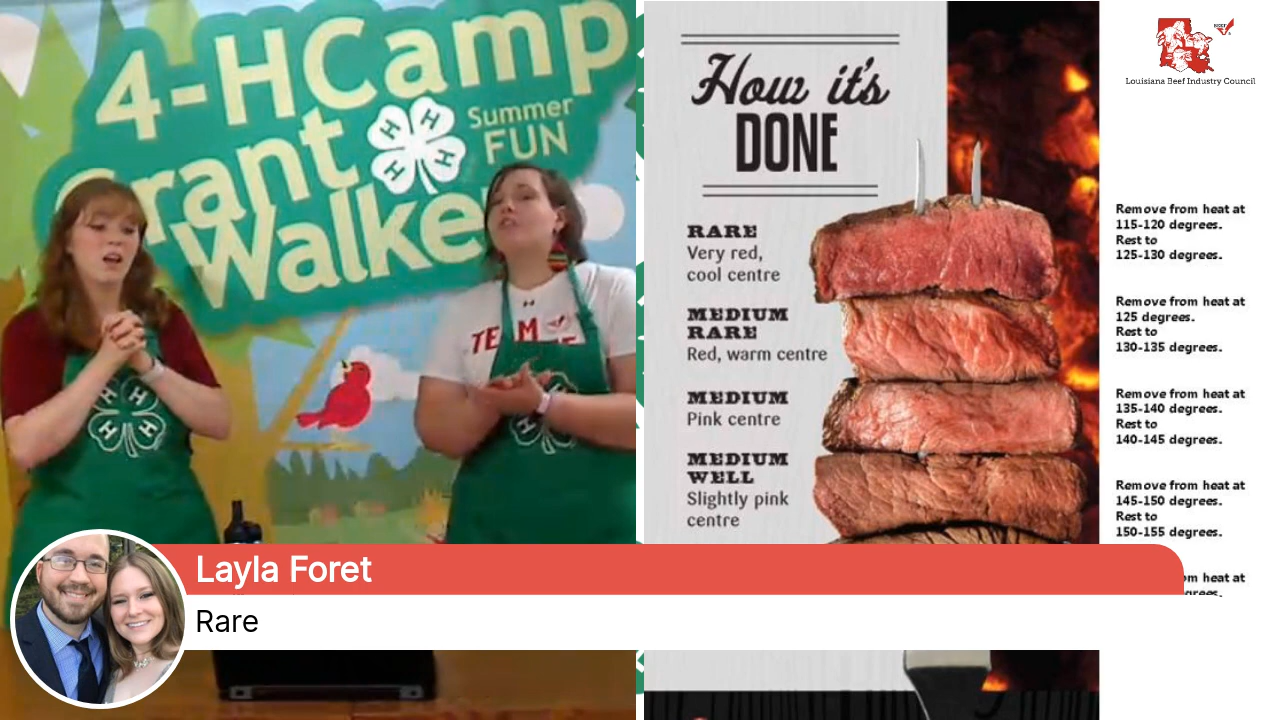 4-HCamp
Grant
Walker
Summer
FUN
H
H
H
H
TE M
H
H
H
How it's
DONE
RARE
Very red,
cool centre
MEDIUM
RARE
Red, warm centre
MEDIUM
Pink centre
MEDIUM
WELL
Slightly pink
centre
Louisiana Beef Industry Council
Remove from heat at
115-120 degrees.
Rest to
125-130 degrees.
Remove from heat at
125 degrees.
Rest to
130-135 degrees.
Remove from heat at
135-140 degrees.
Rest to
140-145 degrees.
Remove from heat at
145-150 degrees.
Rest to
150-155 degrees.
om heat at
Layla Foret
Rare